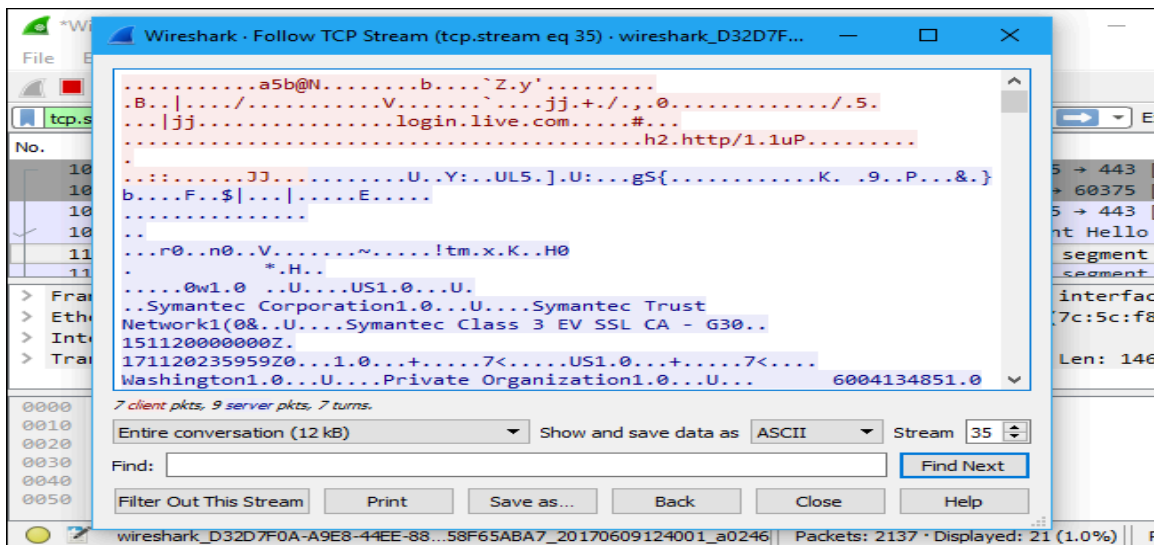 *Wi
Wireshark · Follow TCP Stream (tcp.stream eq 35) · wireshark_D32D7F...
File E
tcp.s
No.
...........a5b@N........b....`Z.y'.........
.B..|..../...........V.......`....jj.+./.,.0............./.5.
...|jj.................login.live.com.....#...
.........................................h2.http/1.1uP.........
.
..::......JJ..........U..Y:..UL5.].U:...gS{............K. .9..P...&.}
b....F..$|...|.....E.....
...............
..
...r0..n0..V.......~.....!tm.x.K..H0
. *.H..
.....0w1.0 ..U....US1.0...U.
..Symantec Corporation1.0...U....Symantec Trust
Network1(0&..U....Symantec Class 3 EV SSL CA - G30..
151120000000Z.
171120235959Z0...1.0...+.....7<.....US1.0...+.....7<....
Washington1.0...U....Private Organization1.0...U... 6004134851.0
10
10
10
10
11
11
5 → 443 [
→ 60375 [
5 → 443 [
nt Hello
segment
segment
> Fra
> Eth
> Int
> Tra
interfac
(7c:5c:f8
Len: 146
7 client pkts, 9 server pkts, 7 turns.
Entire conversation (12 kB) Show and save data as ASCII Stream 35
Find: Find Next
Filter Out This Stream Print Save as... Back Close Help
0000
0010
0020
0030
0040
0050
wireshark_D32D7F0A-A9E8-44EE-88...58F65ABA7_20170609124001_a0246 Packets: 2137 · Displayed: 21 (1.0%)